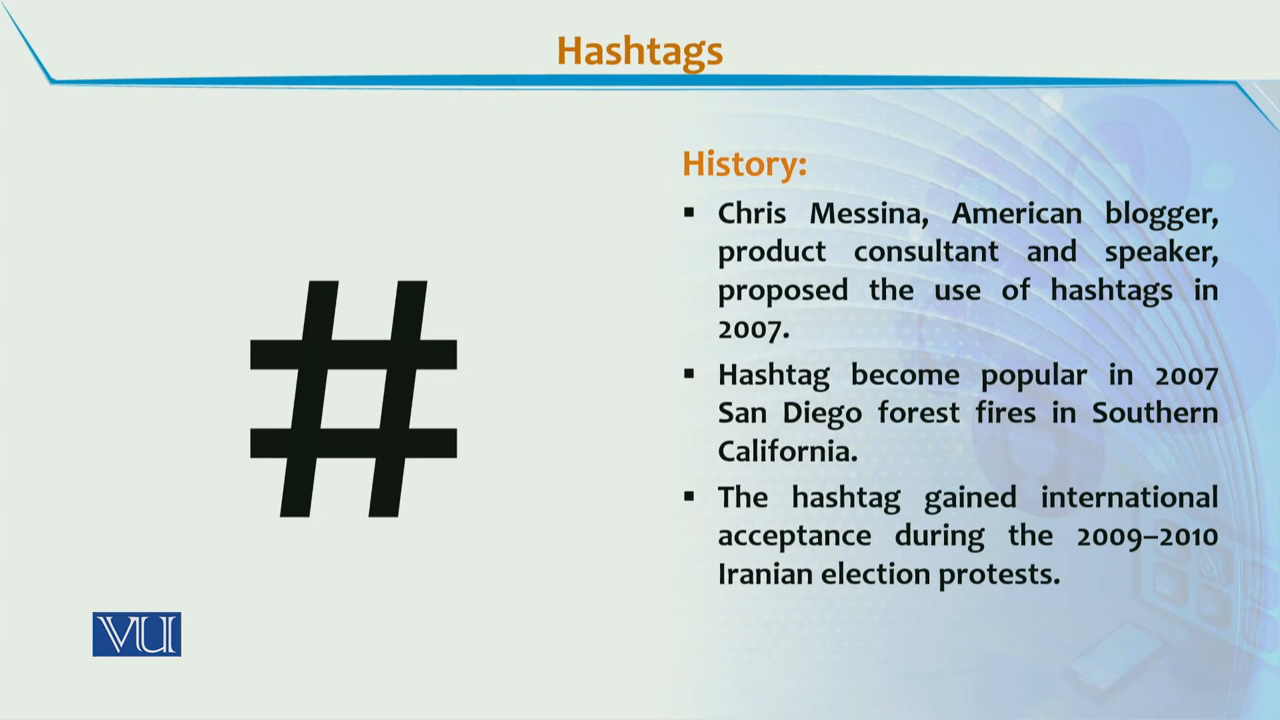 Hashtags
#
History:
▪ Chris Messina, American blogger,
product consultant and speaker,
proposed the use of hashtags in
2007.
▪ Hashtag become popular in 2007
San Diego forest fires in Southern
California.
▪ The hashtag gained international
acceptance during the 2009–2010
Iranian election protests.
VU